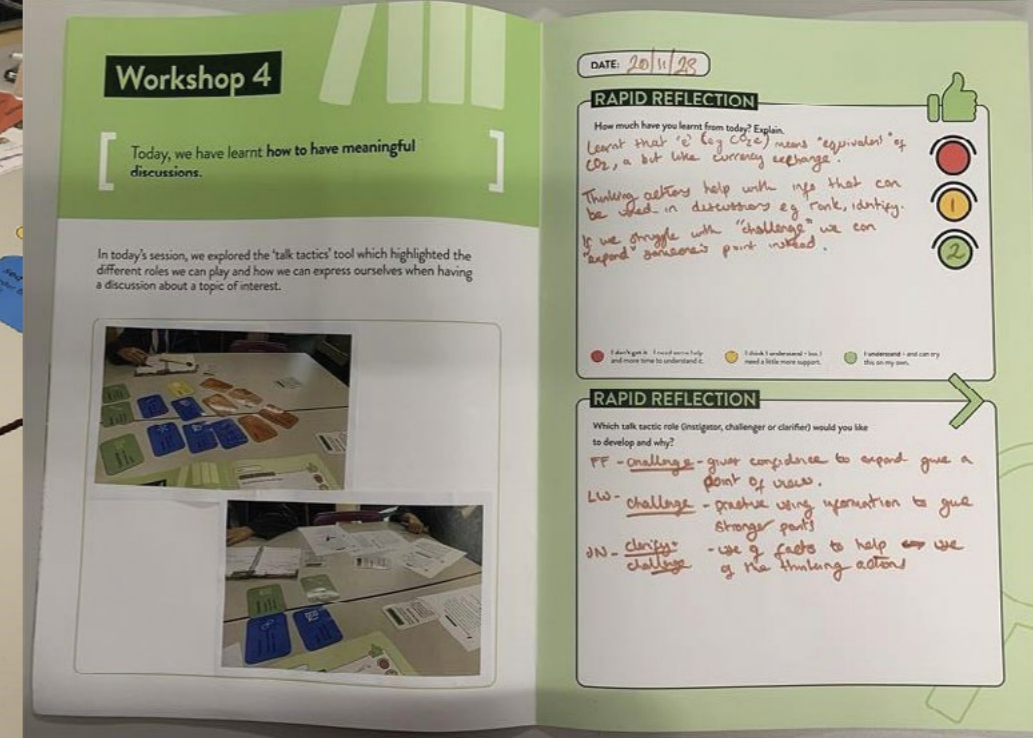 Workshop 4
Today, we have learnt how to have meaningful
discussions.
In today's session, we explored the 'talk tactics' tool which highlighted the
different roles we can play and how we can express ourselves when having
a discussion about a topic of interest.
DATE: 20/11/23
RAPID REFLECTION
How much have you learnt from today? Explain.
Learnt that 'e' (eg CO2e) means "equivalent" of
CO2, a bit like currency exchange.
Thinking actions help with info that can
be used in discussions eg rank, identify.
If we struggle with "challenge" we can
"expand" someone's point instead.
1
2
I don't get it - I need some help
and more time to understand it.
I think I understand - but I
need a little more support.
I understand - and can try
this on my own.
RAPID REFLECTION
Which talk tactic role (instigator, challenger or clarifier) would you like
to develop and why?
FF - challenge - gives confidence to expand give a
point of view.
LW - challenge - practise using information to give
stronger points
JN - clarify + - use of facts to help use
challenge of the thinking actions